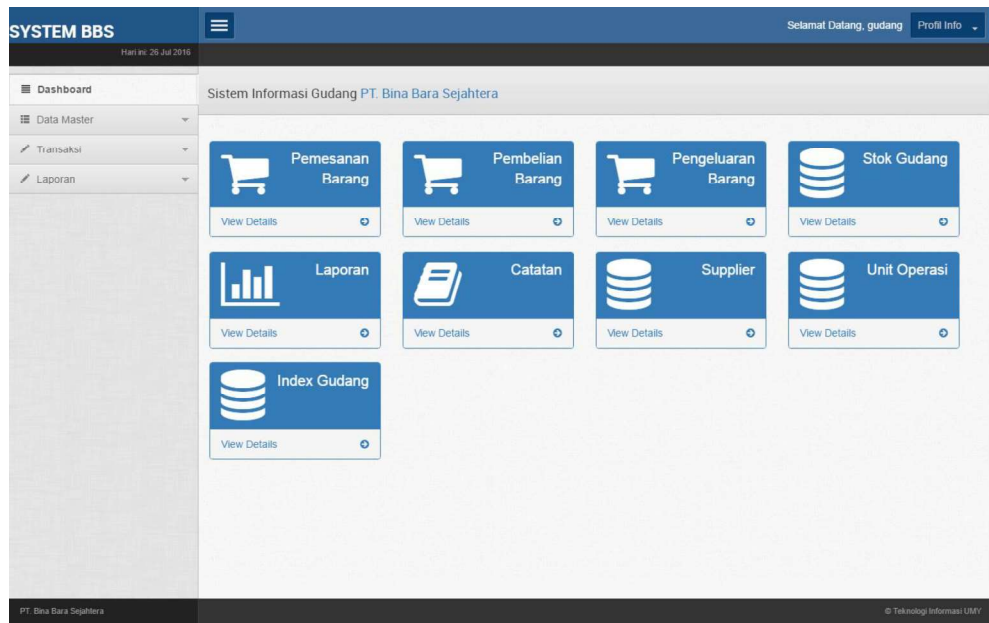 SYSTEM BBS
Selamat Datang, gudang
Profil Info
Hari ini: 26 Jul 2016
Dashboard
Data Master
Transaksi
Laporan
Sistem Informasi Gudang PT. Bina Bara Sejahtera
Pemesanan
Barang
View Details
Pembelian
Barang
View Details
Pengeluaran
Barang
View Details
Stok Gudang
View Details
Laporan
View Details
Catatan
View Details
Supplier
View Details
Unit Operasi
View Details
Index Gudang
View Details
PT. Bina Bara Sejahtera
© Teknologi Informasi UMY